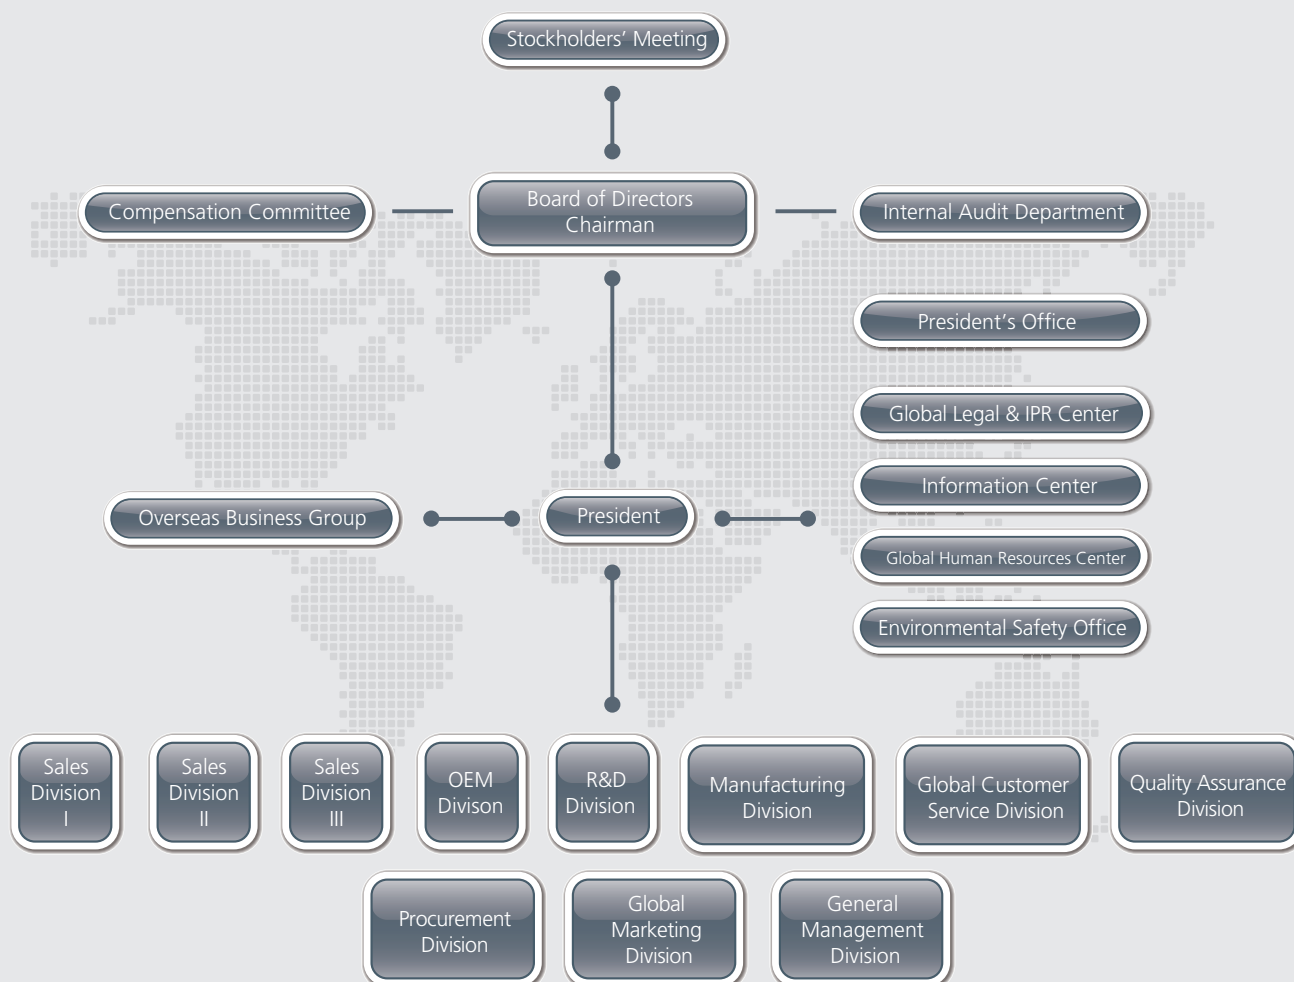 Stockholders’ Meeting
Compensation Committee
Board of Directors
Chairman
Internal Audit Department
President’s Office
Global Legal & IPR Center
Information Center
Overseas Business Group
President
Global Human Resources Center
Environmental Safety Office
Sales
Division
I
Sales
Division
II
Sales
Division
III
OEM
Divison
R&D
Division
Manufacturing
Division
Global Customer
Service Division
Quality Assurance
Division
Procurement
Division
Global
Marketing
Division
General
Management
Division